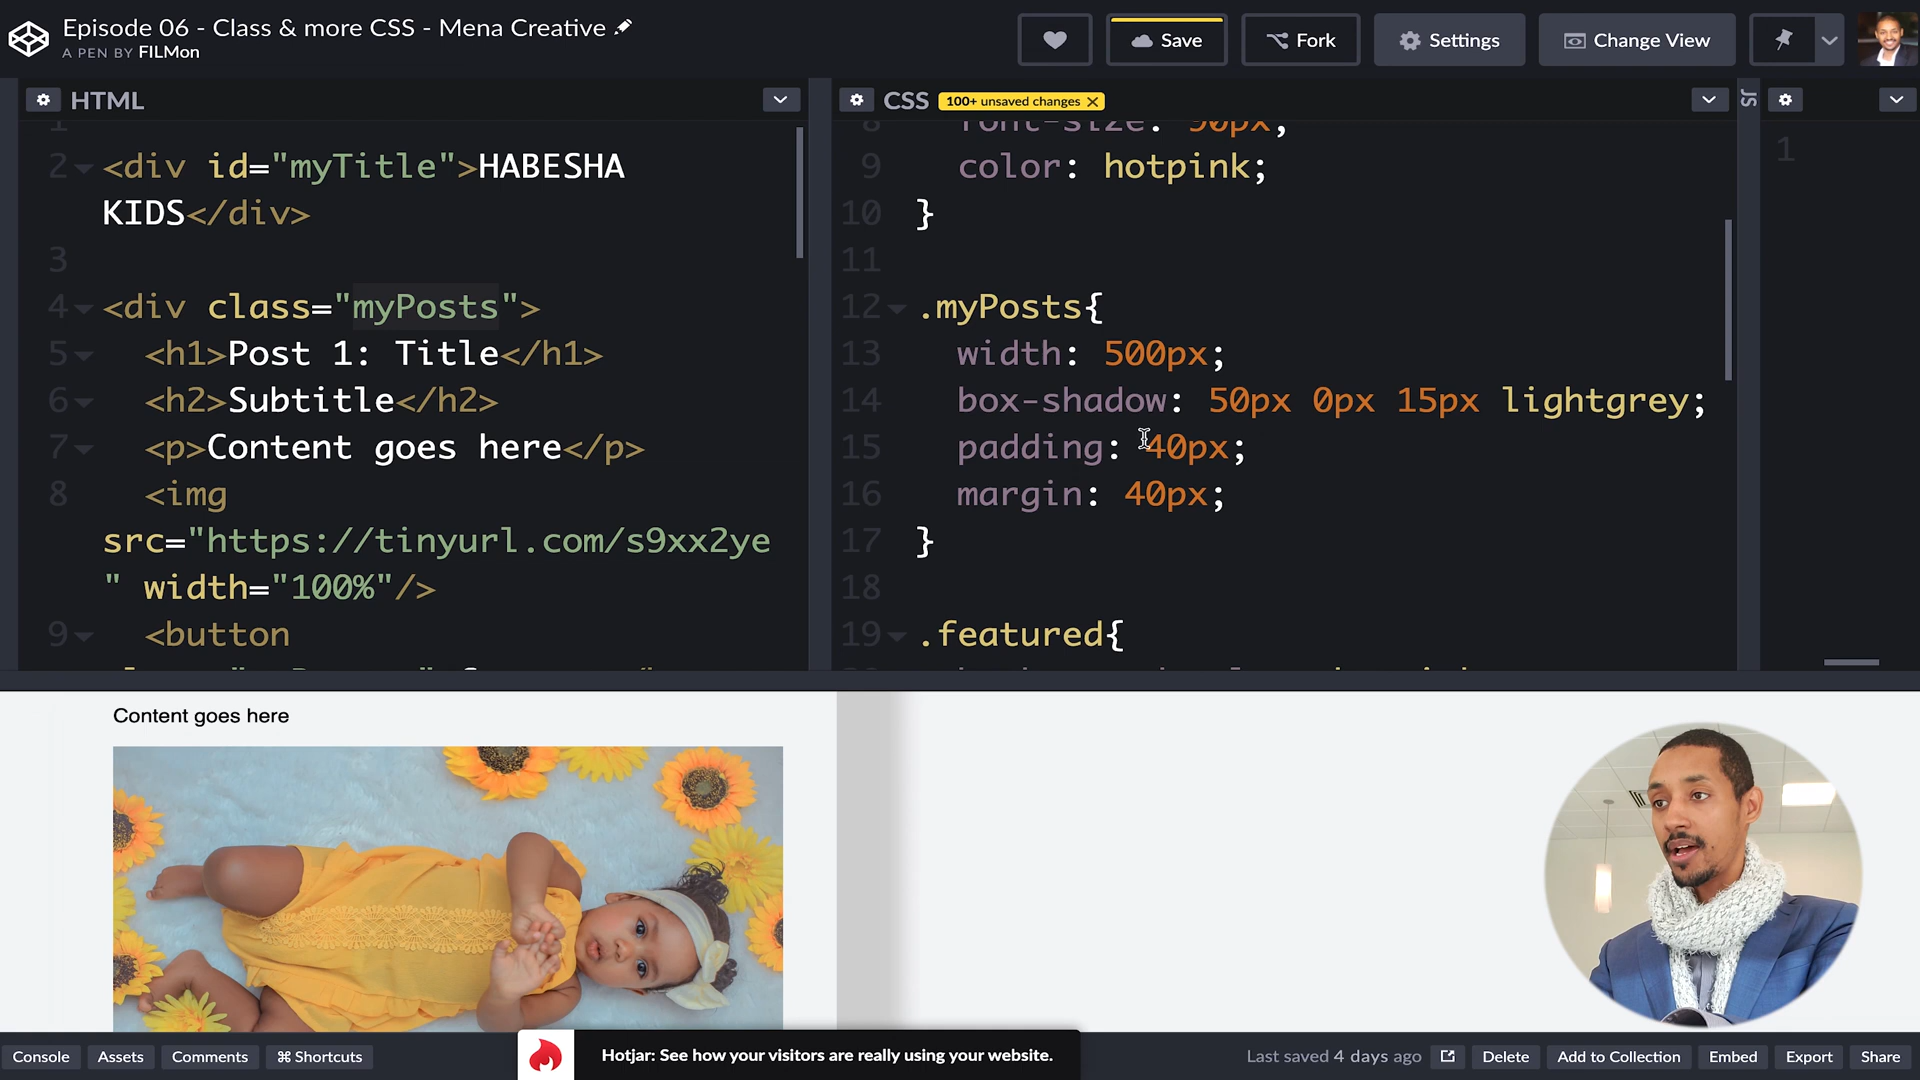 Episode 06 - Class & more CSS - Mena Creative
A PEN BY FILMon
Save
Fork
Settings
Change View
HTML
1
2 <div id="myTitle">HABESHA
KIDS</div>
3
4 <div class="myPosts">
5 <h1>Post 1: Title</h1>
6 <h2>Subtitle</h2>
7 <p>Content goes here</p>
8 <img
src="https://tinyurl.com/s9xx2ye
" width="100%"/>
9 <button
CSS 100+ unsaved changes
8 font-size: 90px;
9 color: hotpink;
10 }
11
12 .myPosts{
13 width: 500px;
14 box-shadow: 50px 0px 15px lightgrey;
15 padding: 40px;
16 margin: 40px;
17 }
18
19 .featured{
JS
1
Content goes here
Console
Assets
Comments
⌘ Shortcuts
Hotjar: See how your visitors are really using your website.
Last saved 4 days ago
Delete
Add to Collection
Embed
Export
Share